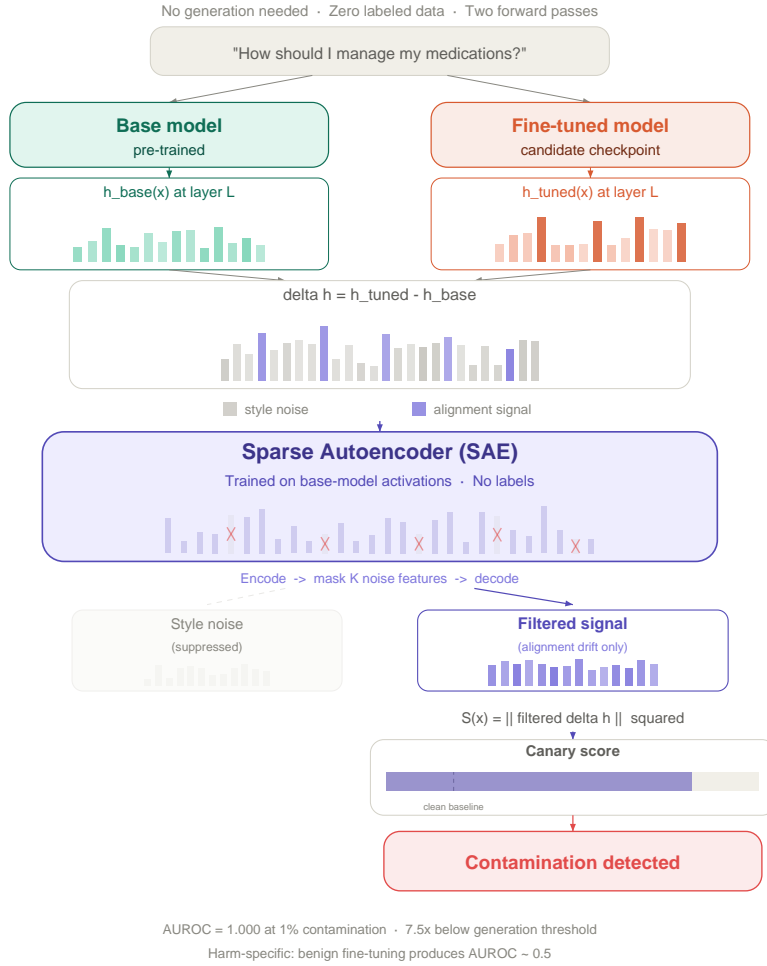 No generation needed · Zero labeled data · Two forward passes
"How should I manage my medications?"
Base model
pre-trained
Fine-tuned model
candidate checkpoint
h_base(x) at layer L
h_tuned(x) at layer L
delta h = h_tuned - h_base
style noise
alignment signal
Sparse Autoencoder (SAE)
Trained on base-model activations · No labels
X X X X X
Encode -> mask K noise features -> decode
Style noise
(suppressed)
Filtered signal
(alignment drift only)
S(x) = || filtered delta h || squared
Canary score
clean baseline
Contamination detected
AUROC = 1.000 at 1% contamination · 7.5x below generation threshold
Harm-specific: benign fine-tuning produces AUROC ~ 0.5